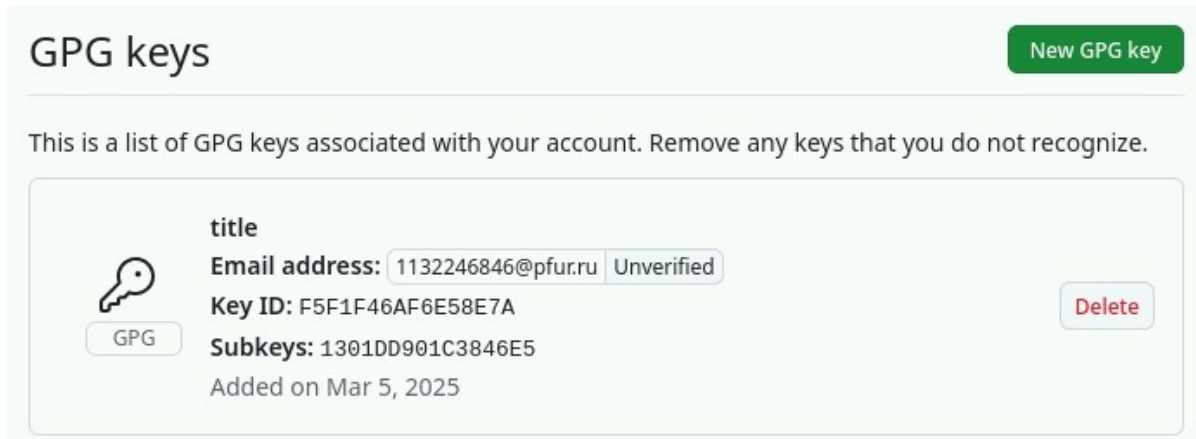 GPG keys
New GPG key
This is a list of GPG keys associated with your account. Remove any keys that you do not recognize.
title
Email address: 1132246846@pfur.ru Unverified
Key ID: F5F1F46AF6E58E7A
GPG
Subkeys: 1301DD901C3846E5
Added on Mar 5, 2025
Delete